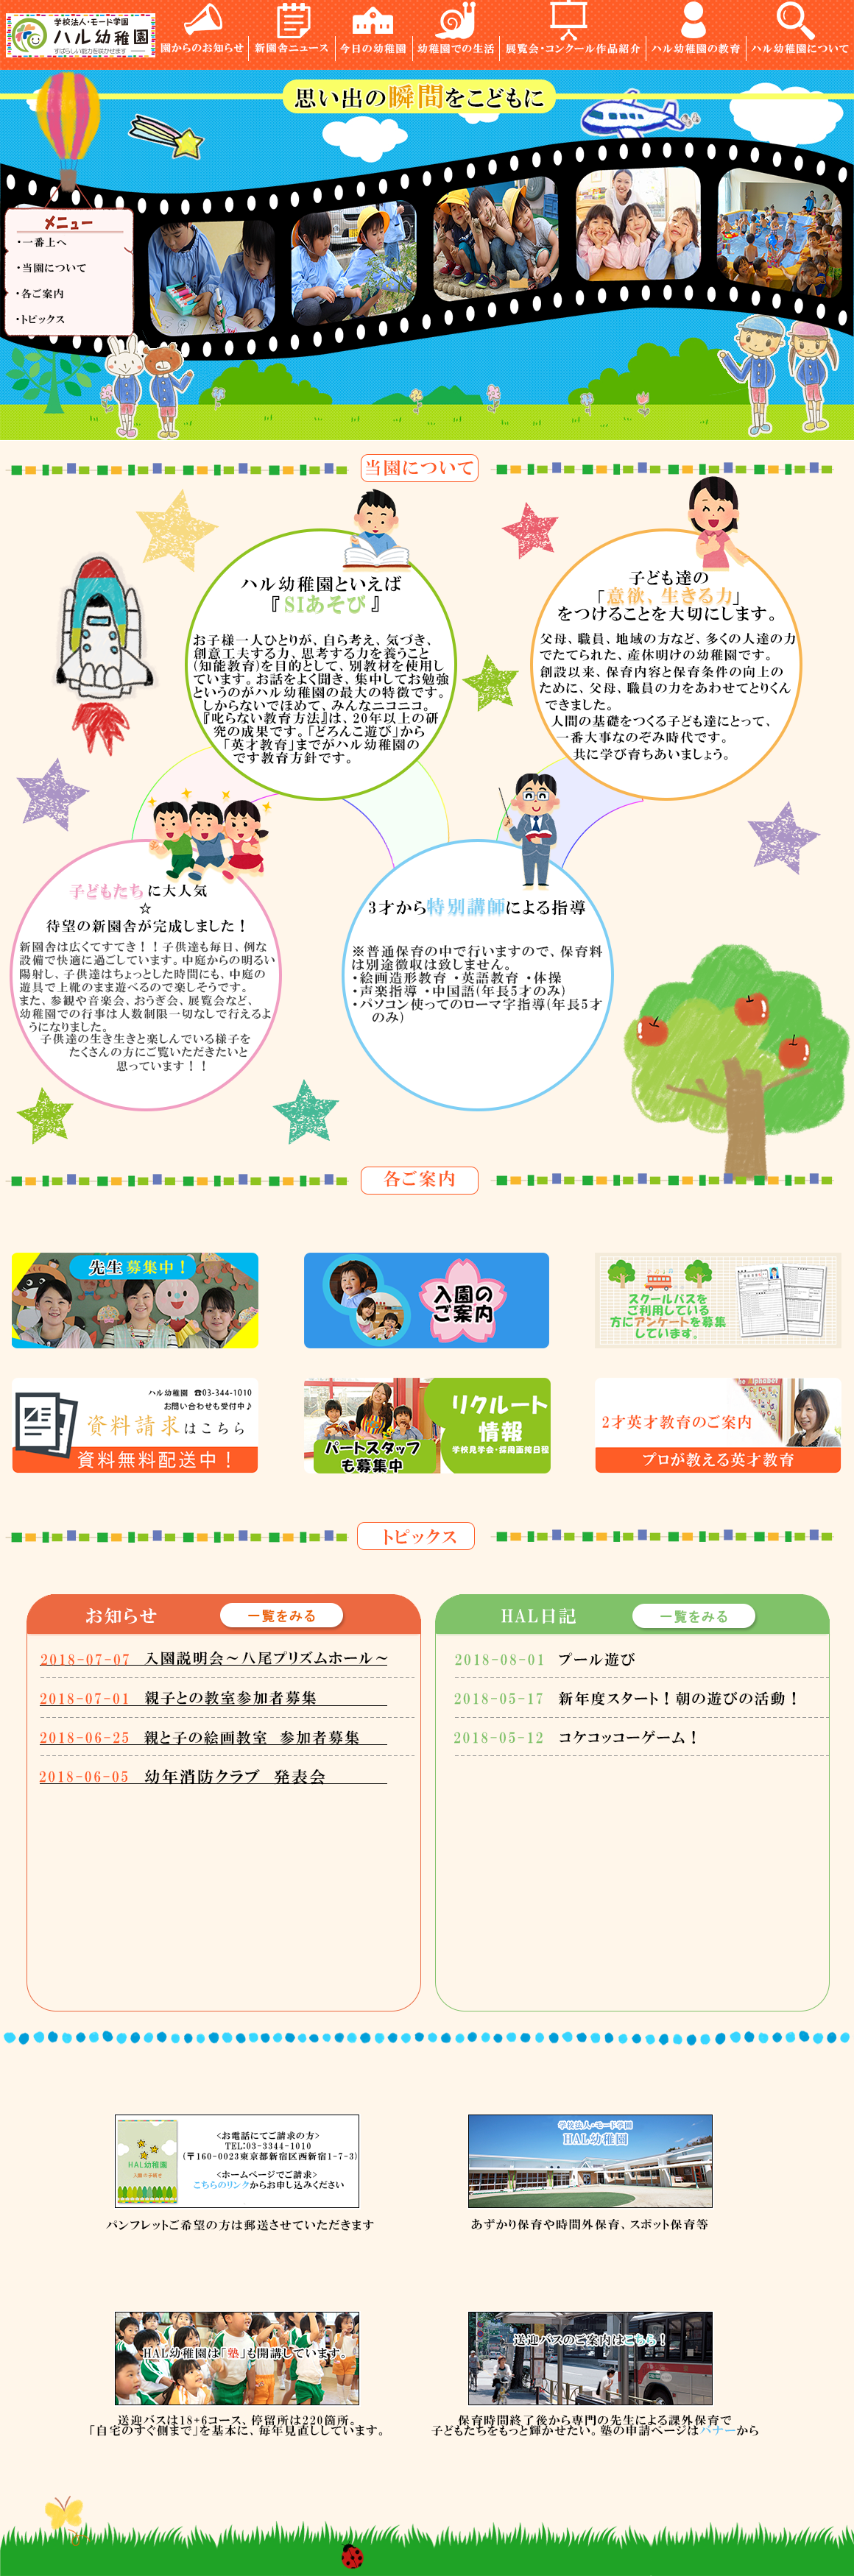 学校法人・モード学園
ハル幼稚園
すばらしい能力を咲かせます
園からのお知らせ
新園舎ニュース
今日の幼稚園
幼稚園での生活
展覧会・コンクール作品紹介
ハル幼稚園の教育
ハル幼稚園について
思い出の瞬間をこどもに
メニュー
・一番上へ
・当園について
・各ご案内
・トピックス
当園について
ハル幼稚園といえば
『 SIあそび 』
お子様一人ひとりが、自ら考え、気づき、
創意工夫する力、思考する力を養うこと
(知能教育)を目的として、別教材を使用し
ています。お話をよく聞き、集中してお勉強
というのがハル幼稚園の最大の特徴です。
しからないでほめて、みんなニコニコ。
『叱らない教育方法』は、20年以上の研
究の成果です。「どろんこ遊び」から
「英才教育」までがハル幼稚園の
です教育方針です。
子ども達の
「意欲、生きる力」
をつけることを大切にします。
父母、職員、地域の方など、多くの人達の力
でたてられた、産休明けの幼稚園です。
創設以来、保育内容と保育条件の向上の
ために、父母、職員の力をあわせてとりくん
できました。
人間の基礎をつくる子ども達にとって、
一番大事なのぞみ時代です。
共に学び育ちあいましょう。
子どもたち に大人気
☆
待望の新園舎が完成しました！
新園舎は広くてすてき！！子供達も毎日、例な
設備で快適に過ごしています。中庭からの明るい
陽射し、子供達はちょっとした時間にも、中庭の
遊具で上靴のまま遊べるので楽しそうです。
また、参観や音楽会、おうぎ会、展覧会など、
幼稚園での行事は人数制限一切なしで行えるよ
うになりました。
子供達の生き生きと楽しんでいる様子を
たくさんの方にご覧いただきたいと
思っています！！
3才から特別講師による指導
※普通保育の中で行いますので、保育料
は別途徴収は致しません。
・絵画造形教育 ・英語教育 ・体操
・声楽指導 ・中国語(年長5才のみ)
・パソコン使ってのローマ字指導(年長5才
のみ)
各ご案内
先生 募集中！
入園の
ご案内
スクールバスを
ご利用している
方にアンケートを募集
しています。
ハル幼稚園 ☎03-344-1010
お問い合わせも受付中♪
資料請求はこちら
資料無料配送中！
リクルート
情報
学校見学会・採用面接日程
パートスタッフ
も募集中
2才英才教育のご案内
プロが教える英才教育
トピックス
お知らせ
一覧をみる
2018-07-07 入園説明会～八尾プリズムホール～
2018-07-01 親子との教室参加者募集
2018-06-25 親と子の絵画教室 参加者募集
2018-06-05 幼年消防クラブ 発表会
HAL日記
一覧をみる
2018-08-01 プール遊び
2018-05-17 新年度スタート！朝の遊びの活動！
2018-05-12 コケコッコーゲーム！
HAL幼稚園
<お電話にてご請求の方>
TEL:03-3344-1010
(〒160-0023東京都新宿区西新宿1-7-3)
<ホームページでご請求>
こちらのリンクからお申し込みください
パンフレットご希望の方は郵送させていただきます
学校法人・モード学園
HAL幼稚園
あずかり保育や時間外保育、スポット保育等
HAL幼稚園は「塾」も開講しています。
送迎バスは18+6コース、停留所は220箇所。
「自宅のすぐ側まで」を基本に、毎年見直ししています。
送迎バスのご案内はこちら！
保育時間終了後から専門の先生による課外保育で
子どもたちをもっと輝かせたい。塾の申請ページはバナーから